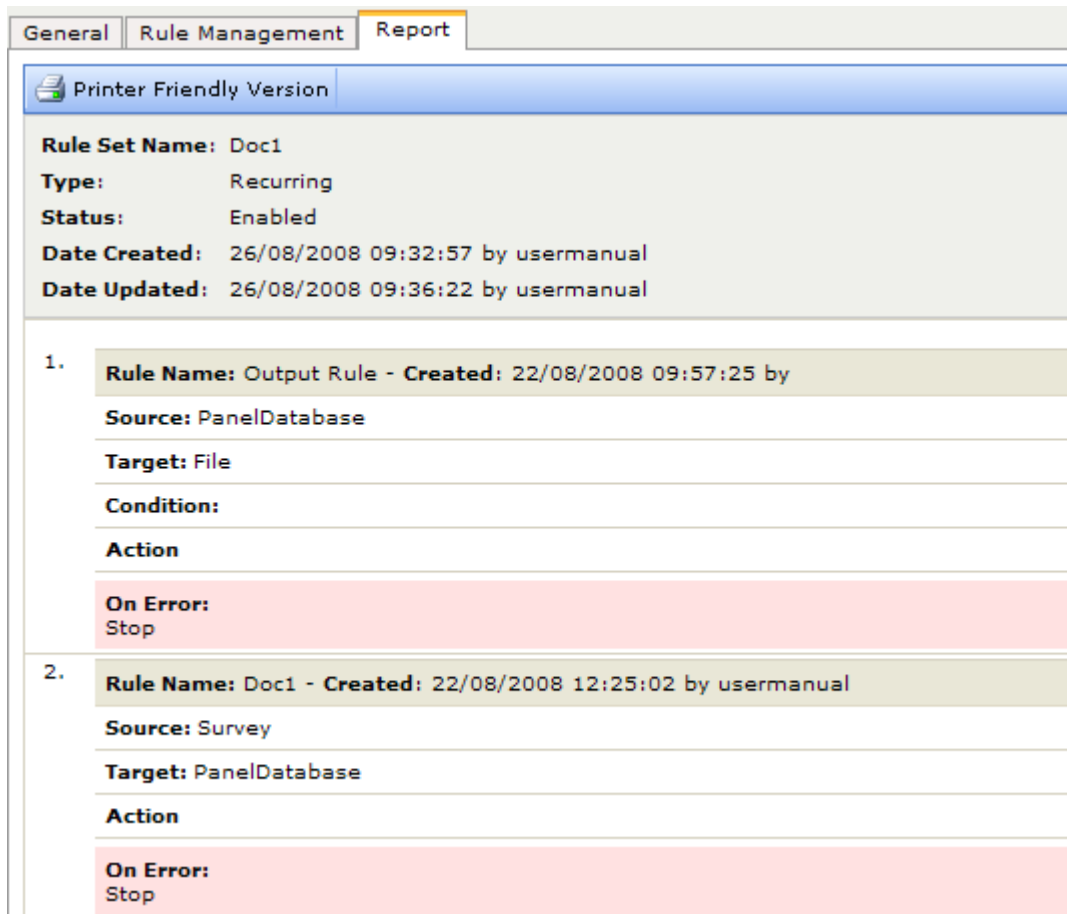 General Rule Management Report
Printer Friendly Version
Rule Set Name: Doc1
Type: Recurring
Status: Enabled
Date Created: 26/08/2008 09:32:57 by usermanual
Date Updated: 26/08/2008 09:36:22 by usermanual
1.
Rule Name: Output Rule - Created: 22/08/2008 09:57:25 by
Source: PanelDatabase
Target: File
Condition:
Action
On Error:
Stop
2.
Rule Name: Doc1 - Created: 22/08/2008 12:25:02 by usermanual
Source: Survey
Target: PanelDatabase
Action
On Error:
Stop